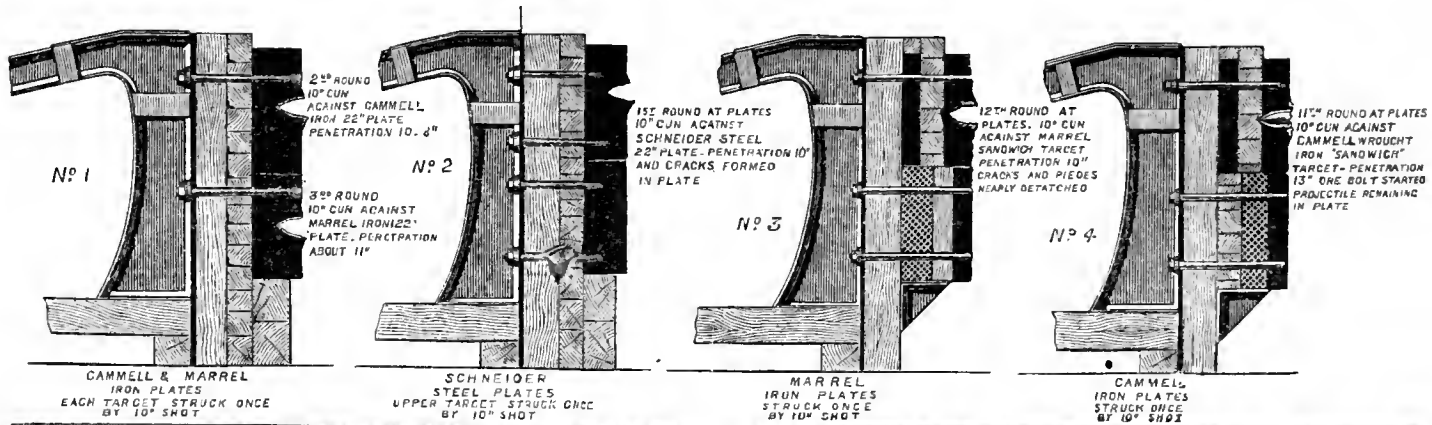 Nº 1
2ND ROUND
10" GUN
AGAINST CAMMELL
IRON 22" PLATE
PENETRATION 10.8"
3RD ROUND
10" GUN AGAINST
MARREL IRON 22"
PLATE. PENETRATION
ABOUT 11"
CAMMELL & MARREL
IRON PLATES
EACH TARGET STRUCK ONCE
BY 10" SHOT
Nº 2
1ST ROUND AT PLATES
10" GUN AGAINST
SCHNEIDER STEEL
22" PLATE - PENETRATION 10"
AND CRACKS, FORMED
IN PLATE
SCHNEIDER
STEEL PLATES
UPPER TARGET STRUCK ONCE
BY 10" SHOT
Nº 3
12TH ROUND AT
PLATES. 10" GUN
AGAINST MARREL
SANDWICH TARGET
PENETRATION 10"
CRACKS AND PIECES
NEARLY DETATCHED
MARREL
IRON PLATES
STRUCK ONCE
BY 10" SHOT
Nº 4
11TH ROUND AT PLATES
10" GUN AGAINST
CAMMELL WROUGHT
IRON "SANDWICH"
TARGET - PENETRATION
13" ONE BOLT STARTED
PROJECTILE REMAINING
IN PLATE
CAMMELL
IRON PLATES
STRUCK ONCE
BY 10" SHOT